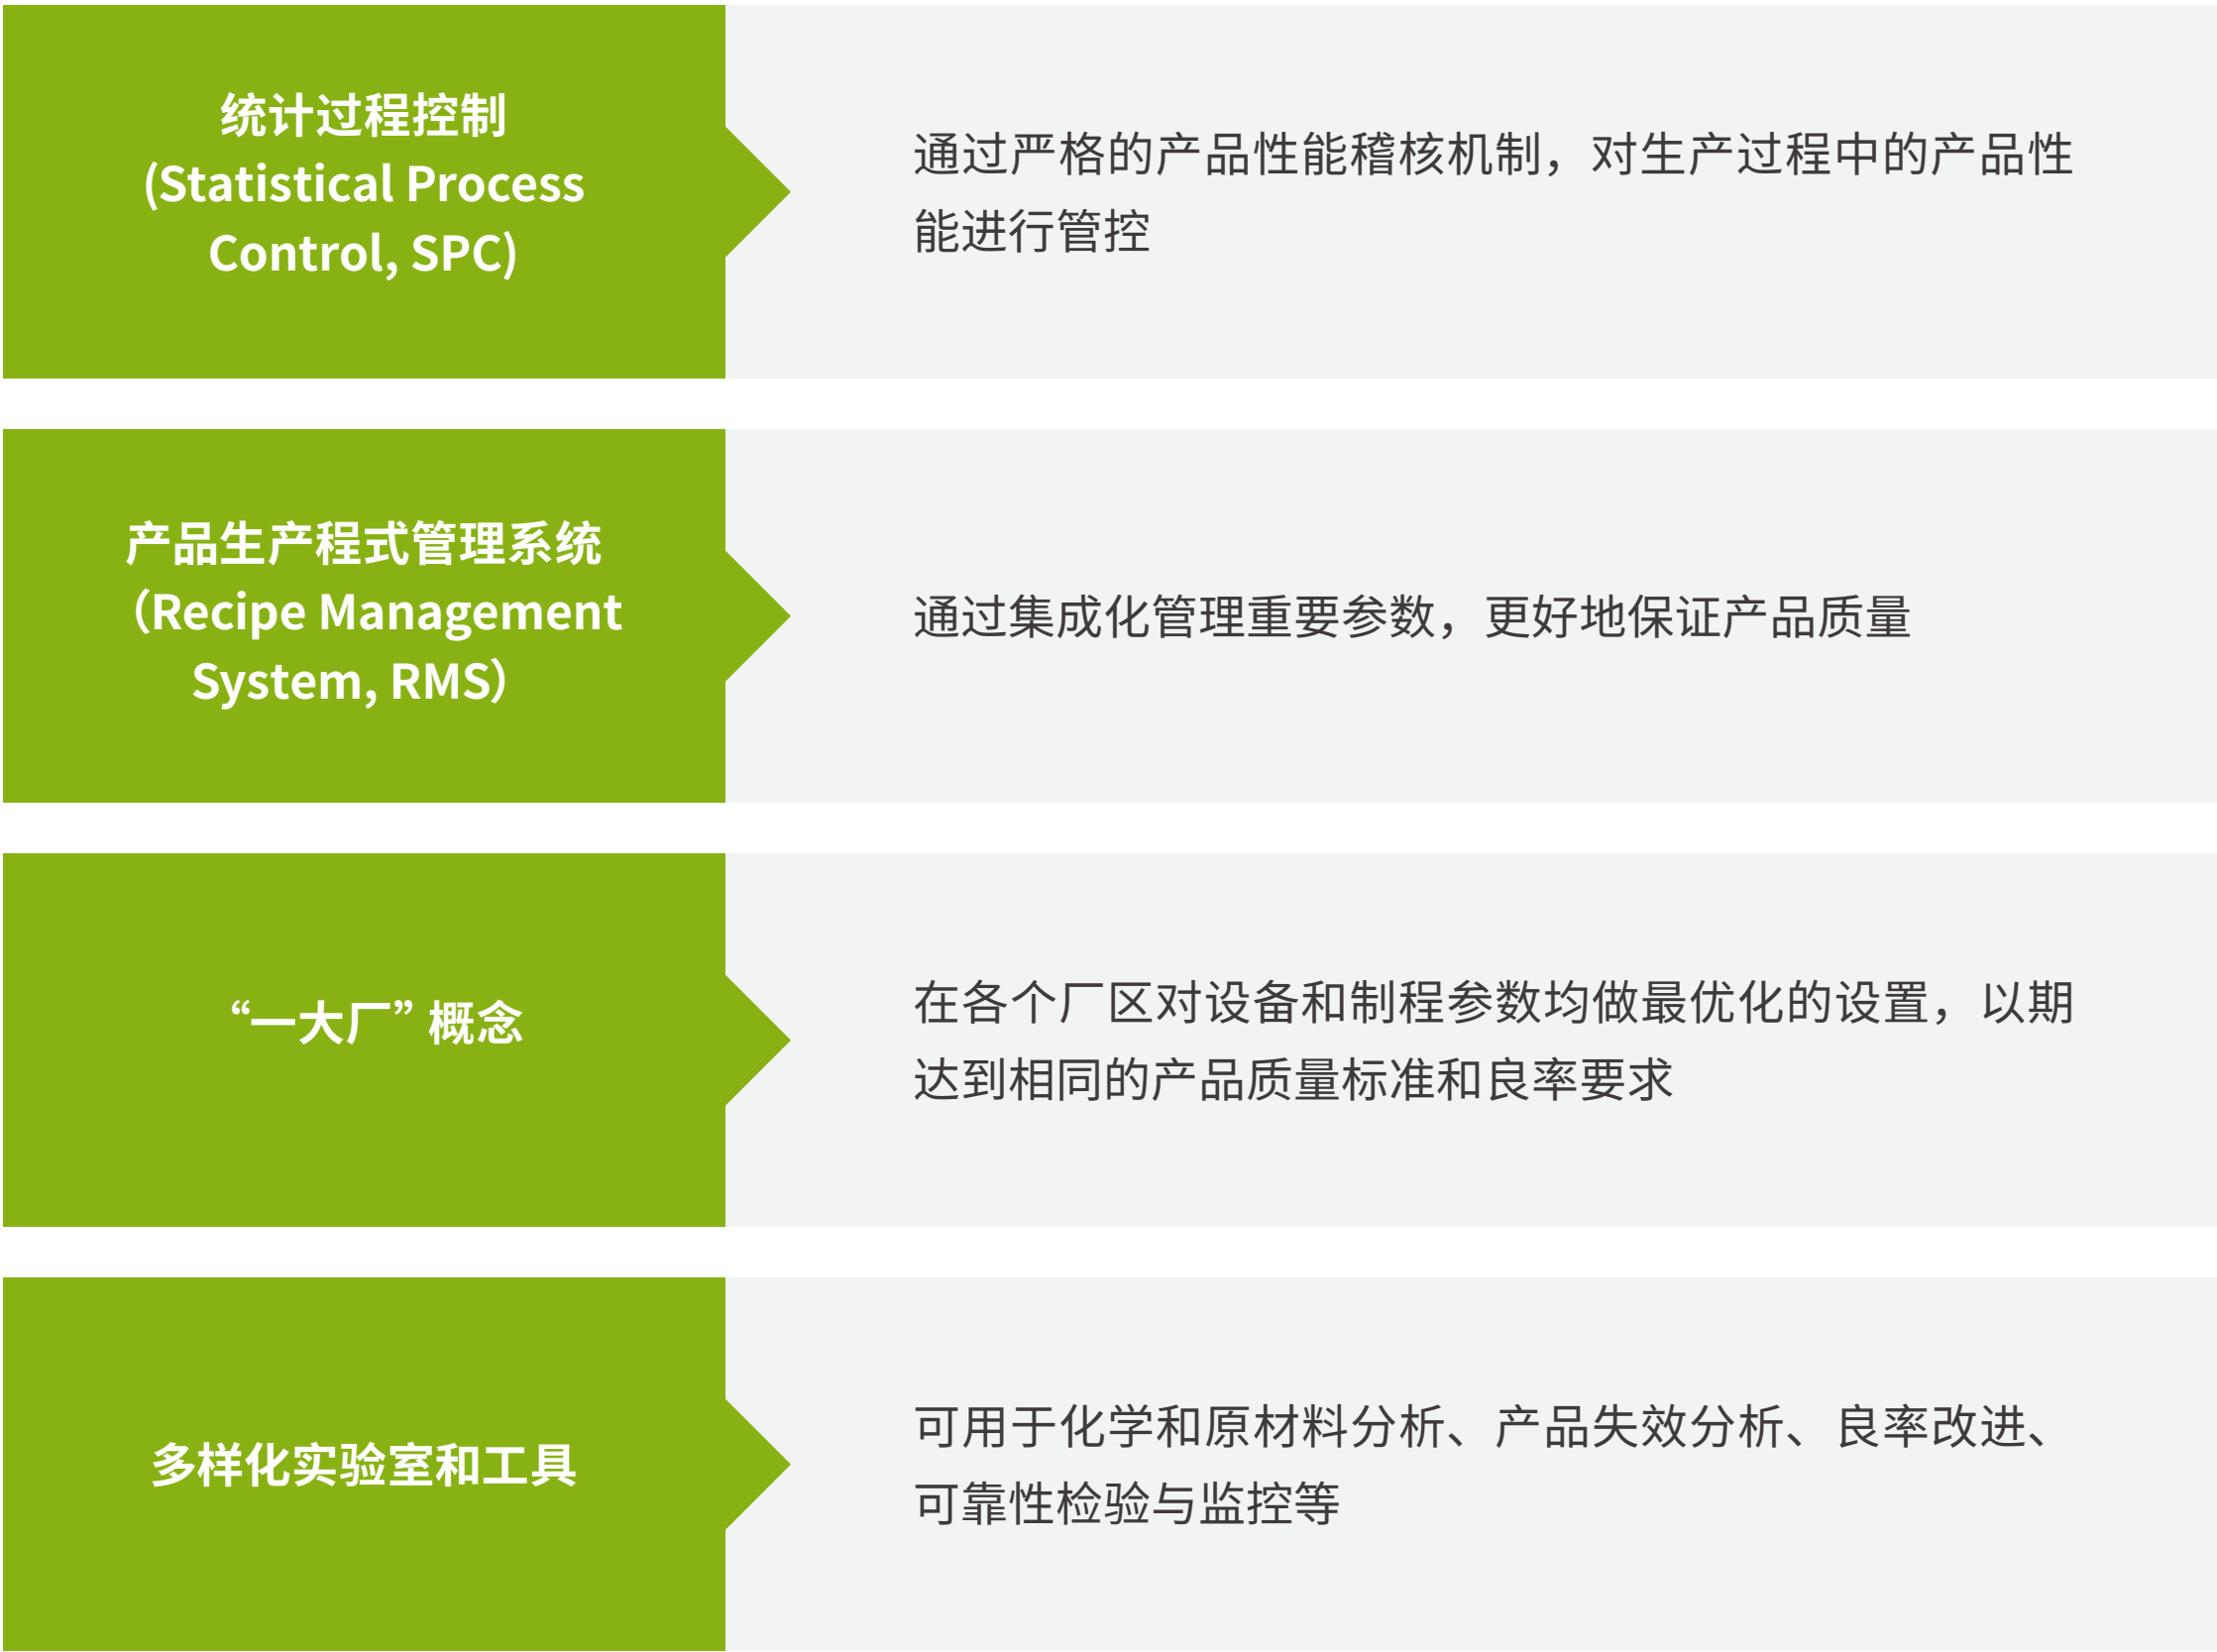 统计过程控制
(Statistical Process
Control, SPC)
通过严格的产品性能稽核机制，对生产过程中的产品性
能进行管控
产品生产程式管理系统
（Recipe Management
System, RMS）
通过集成化管理重要参数，更好地保证产品质量
“一大厂” 概念
在各个厂区对设备和制程参数均做最优化的设置，以期
达到相同的产品质量标准和良率要求
多样化实验室和工具
可用于化学和原材料分析、产品失效分析、良率改进、
可靠性检验与监控等